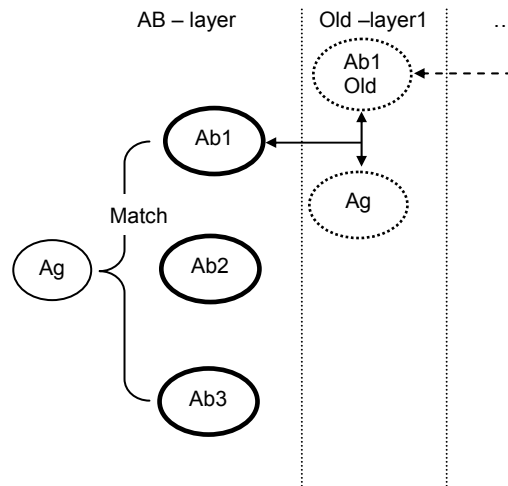 AB – layer
Old –layer1
...
Ab1
Old
Ab1
Ag
Match
Ag
Ab2
Ab3